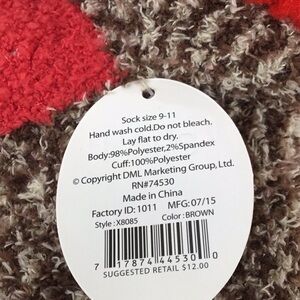 Sock size 9-11
Hand wash cold.Do not bleach.
Lay flat to dry.
Body:98%Polyester,2%Spandex
Cuff:100%Polyester
© Copyright DML Marketing Group, Ltd.
RN#74530
Made in China
Factory ID: 1011 MFG:07/15
Style : X8085 Color : BROWN
7 17874 44530 0
SUGGESTED RETAIL $12.00